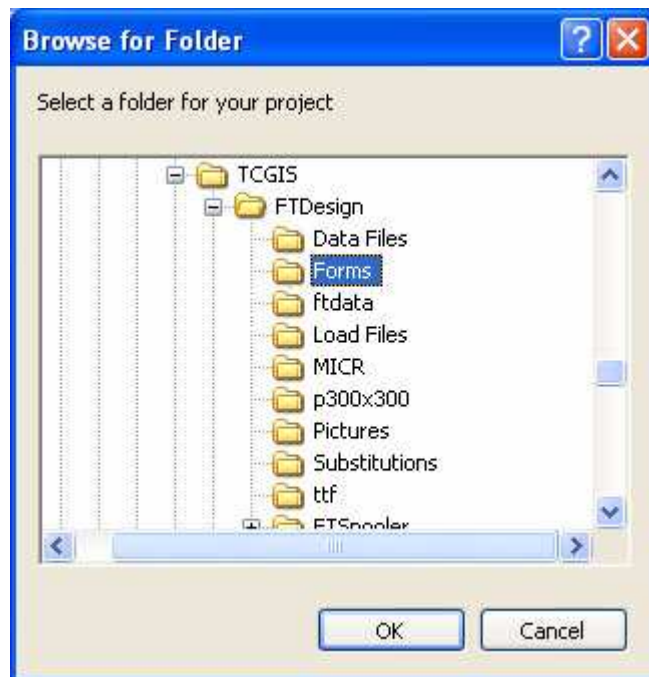 Browse for Folder
Select a folder for your project
TCGIS
FTDesign
Data Files
Forms
ftdata
Load Files
MICR
p300x300
Pictures
Substitutions
ttf
FTSpooler
OK Cancel